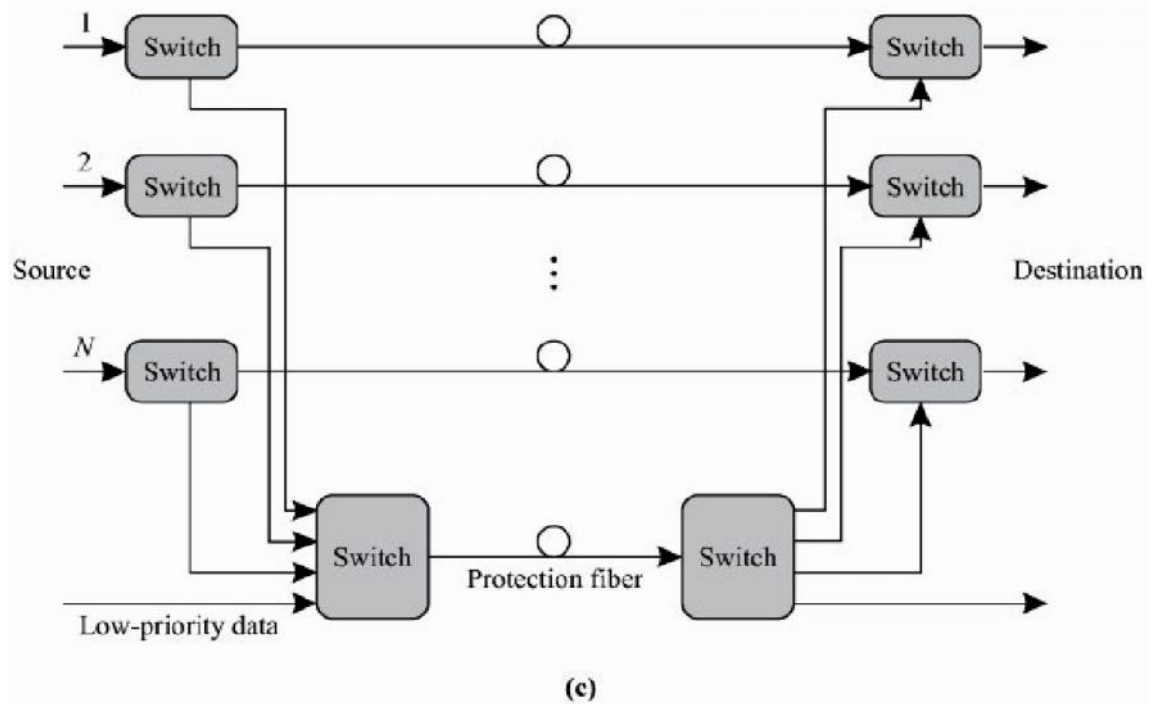 1
Switch
Switch
2
Switch
Switch
Source
Destination
N
Switch
Switch
Switch
Switch
Protection fiber
Low-priority data
(c)